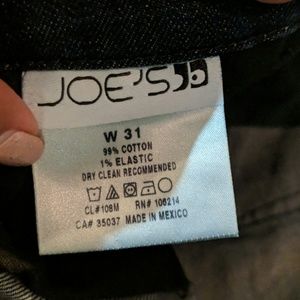 JOE'S
W 31
99% COTTON
1% ELASTIC
DRY CLEAN RECOMMENDED
CL#108M RN# 106214
CA# 35037 MADE IN MEXICO